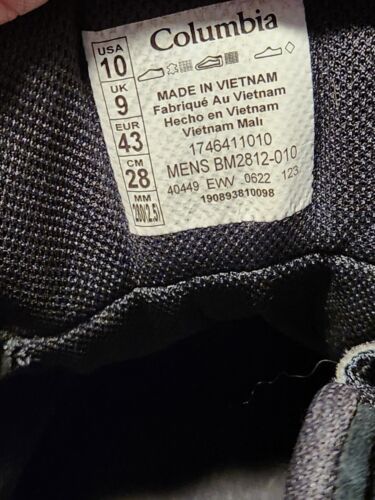 Columbia
USA
10
UK
9
EUR
43
CM
28
MM
280(2.5)
MADE IN VIETNAM
Fabriqué Au Vietnam
Hecho en Vietnam
Vietnam Malı
1746411010
MENS BM2812-010
40449 EWV 0622 123
190893810098